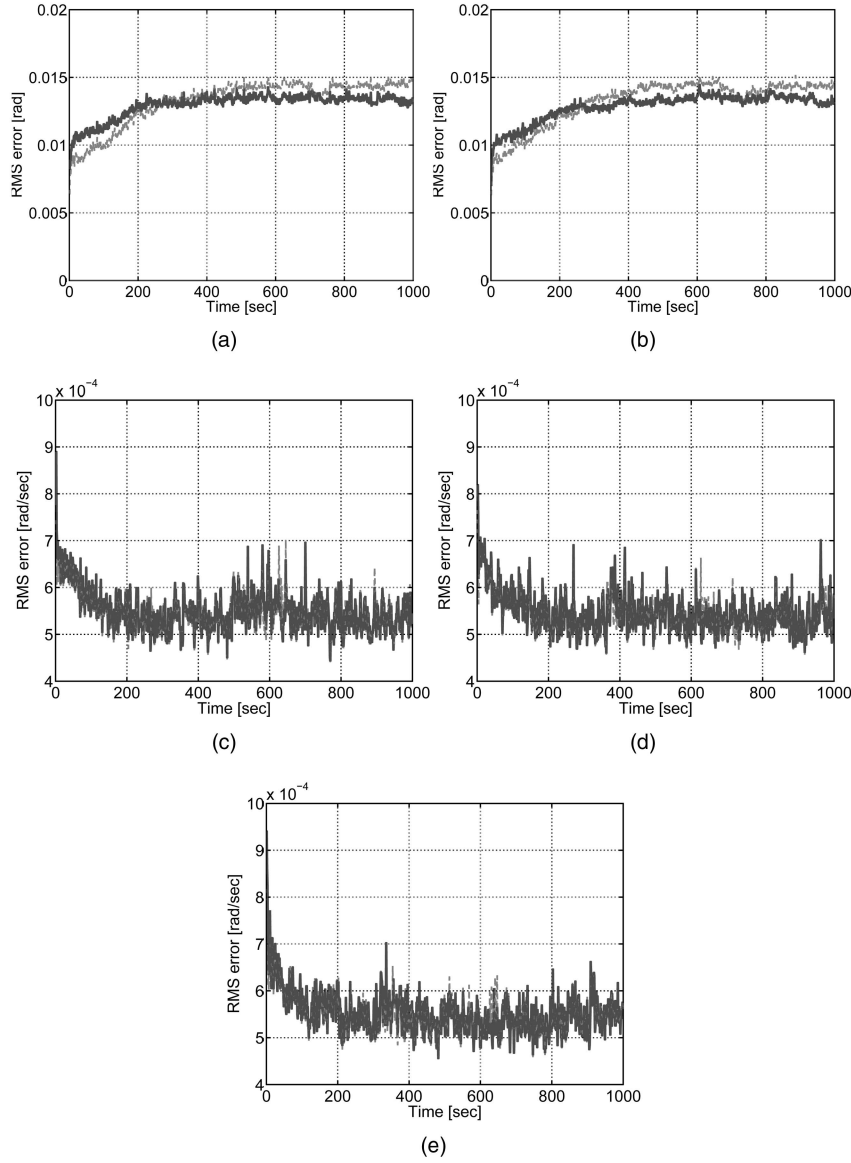 0.02
0.015
0.01
0.005
0
RMS error [rad]
0 200 400 600 800 1000
Time [sec]
(a)
0.02
0.015
0.01
0.005
0
RMS error [rad]
0 200 400 600 800 1000
Time [sec]
(b)
x 10⁻⁴
10
9
8
7
6
5
4
RMS error [rad/sec]
0 200 400 600 800 1000
Time [sec]
(c)
x 10⁻⁴
10
9
8
7
6
5
4
RMS error [rad/sec]
0 200 400 600 800 1000
Time [sec]
(d)
x 10⁻⁴
10
9
8
7
6
5
4
RMS error [rad/sec]
0 200 400 600 800 1000
Time [sec]
(e)